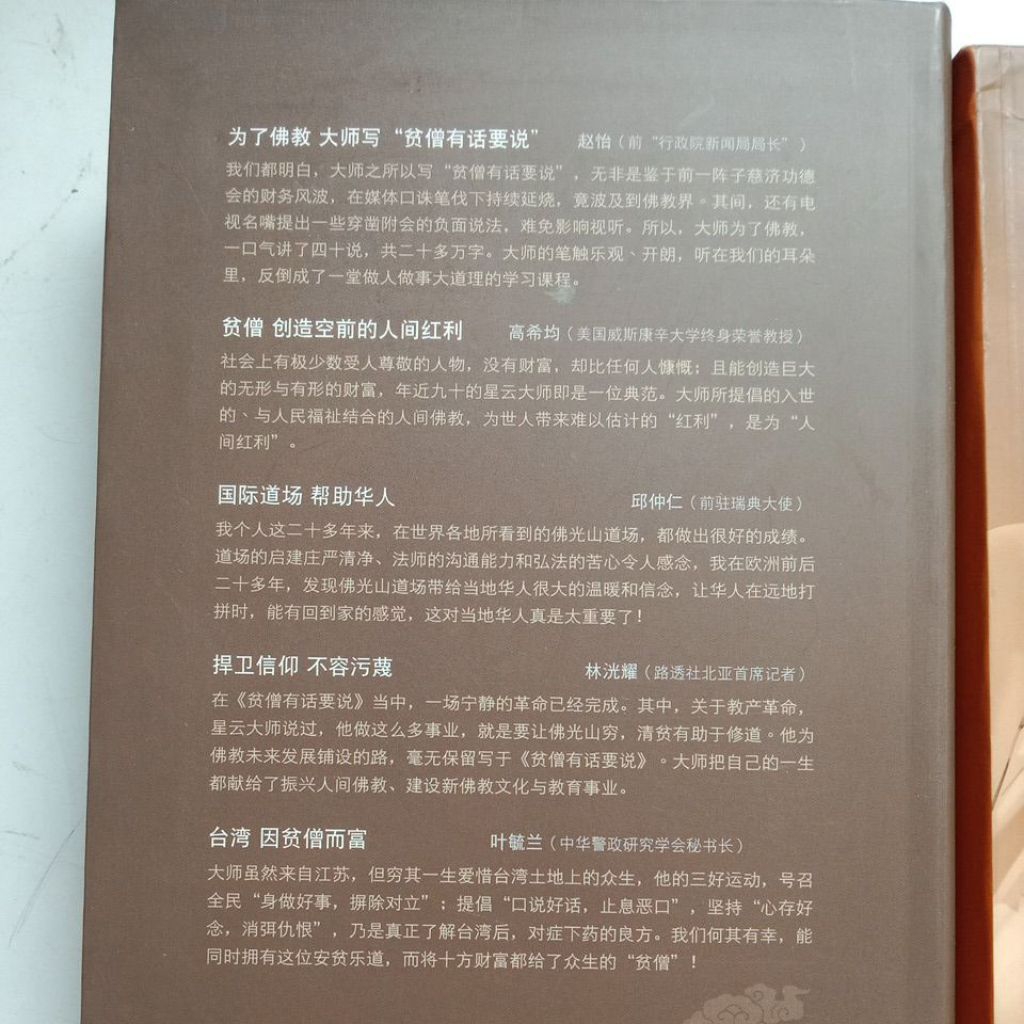 为了佛教 大师写“贫僧有话要说” 赵怡（前“行政院新闻局局长”）
我们都明白，大师之所以写“贫僧有话要说”，无非是鉴于前一阵子慈济功德
会的财务风波，在媒体口诛笔伐下持续延烧，竟波及到佛教界。其间，还有电
视名嘴提出一些穿凿附会的负面说法，难免影响视听。所以，大师为了佛教，
一口气讲了四十说，共二十多万字。大师的笔触乐观、开朗，听在我们的耳朵
里，反倒成了一堂做人做事大道理的学习课程。
贫僧 创造空前的人间红利 高希均（美国威斯康辛大学终身荣誉教授）
社会上有极少数受人尊敬的人物，没有财富，却比任何人慷慨；且能创造巨大
的无形与有形的财富，年近九十的星云大师即是一位典范。大师所提倡的入世
的、与人民福祉结合的人间佛教，为世人带来难以估计的“红利”，是为“人
间红利”。
国际道场 帮助华人 邱仲仁（前驻瑞典大使）
我个人这二十多年来，在世界各地所看到的佛光山道场，都做出很好的成绩。
道场的启建庄严清净、法师的沟通能力和弘法的苦心令人感念，我在欧洲前后
二十多年，发现佛光山道场带给当地华人很大的温暖和信念，让华人在远地打
拼时，能有回到家的感觉，这对当地华人真是太重要了！
捍卫信仰 不容污蔑 林洸耀（路透社北亚首席记者）
在《贫僧有话要说》当中，一场宁静的革命已经完成。其中，关于教产革命，
星云大师说过，他做这么多事业，就是要让佛光山穷，清贫有助于修道。他为
佛教未来发展铺设的路，毫无保留写于《贫僧有话要说》。大师把自己的一生
都献给了振兴人间佛教、建设新佛教文化与教育事业。
台湾 因贫僧而富 叶毓兰（中华警政研究学会秘书长）
大师虽然来自江苏，但穷其一生爱惜台湾土地上的众生，他的三好运动，号召
全民“身做好事，摒除对立”；提倡“口说好话，止息恶口”，坚持“心存好
念，消弭仇恨”，乃是真正了解台湾后，对症下药的良方。我们何其有幸，能
同时拥有这位安贫乐道，而将十方财富都给了众生的“贫僧”！